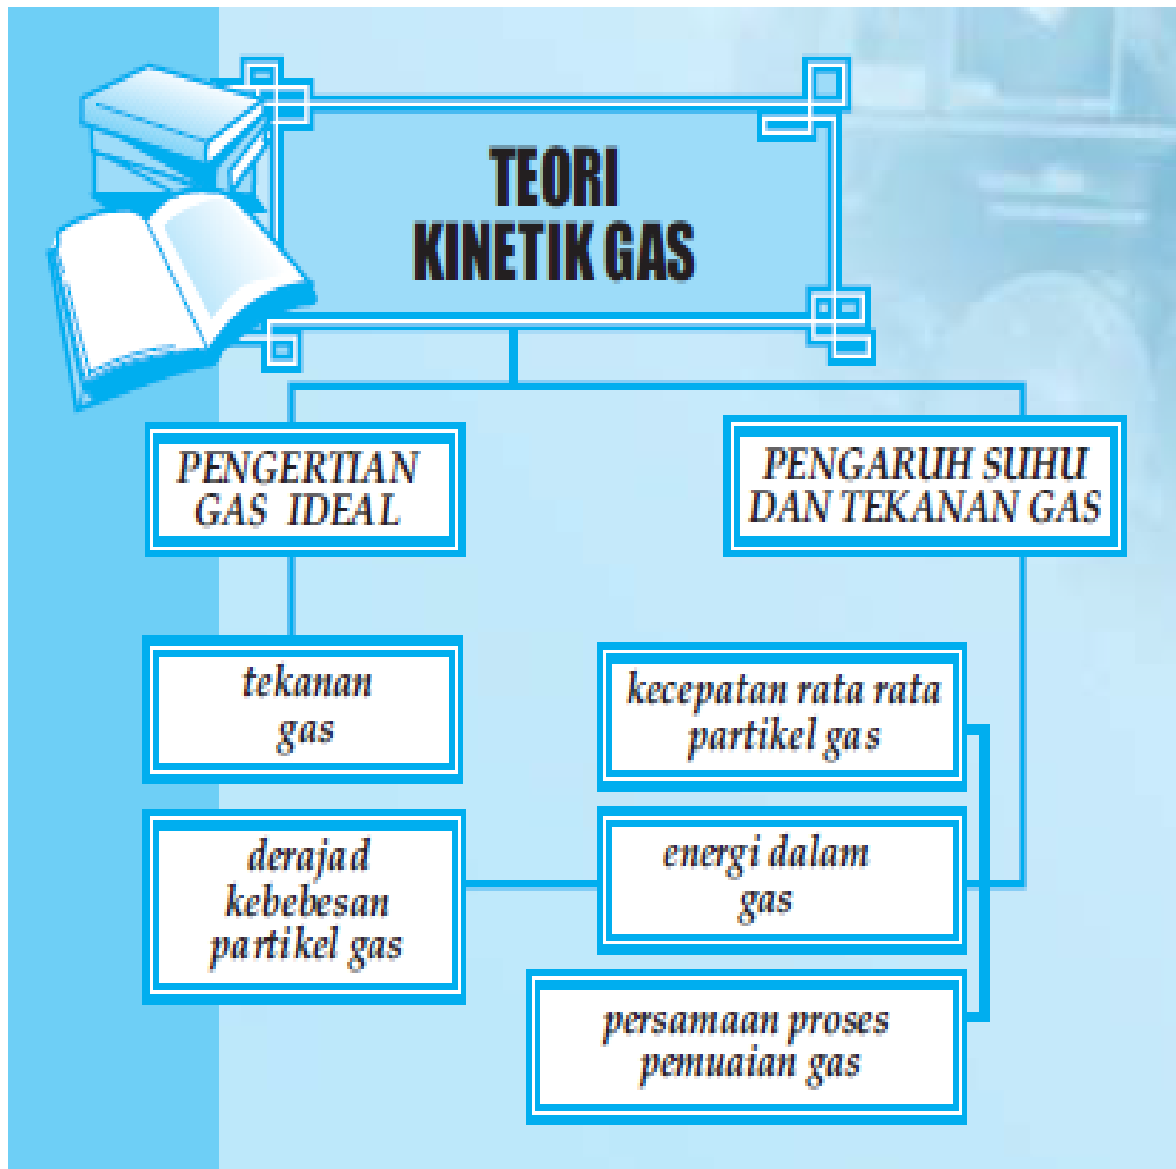 TEORI
KINETIK GAS
PENGERTIAN
GAS IDEAL
PENGARUH SUHU
DAN TEKANAN GAS
tekanan
gas
kecepatan rata rata
partikel gas
derajad
kebebesan
partikel gas
energi dalam
gas
persamaan proses
pemuaian gas